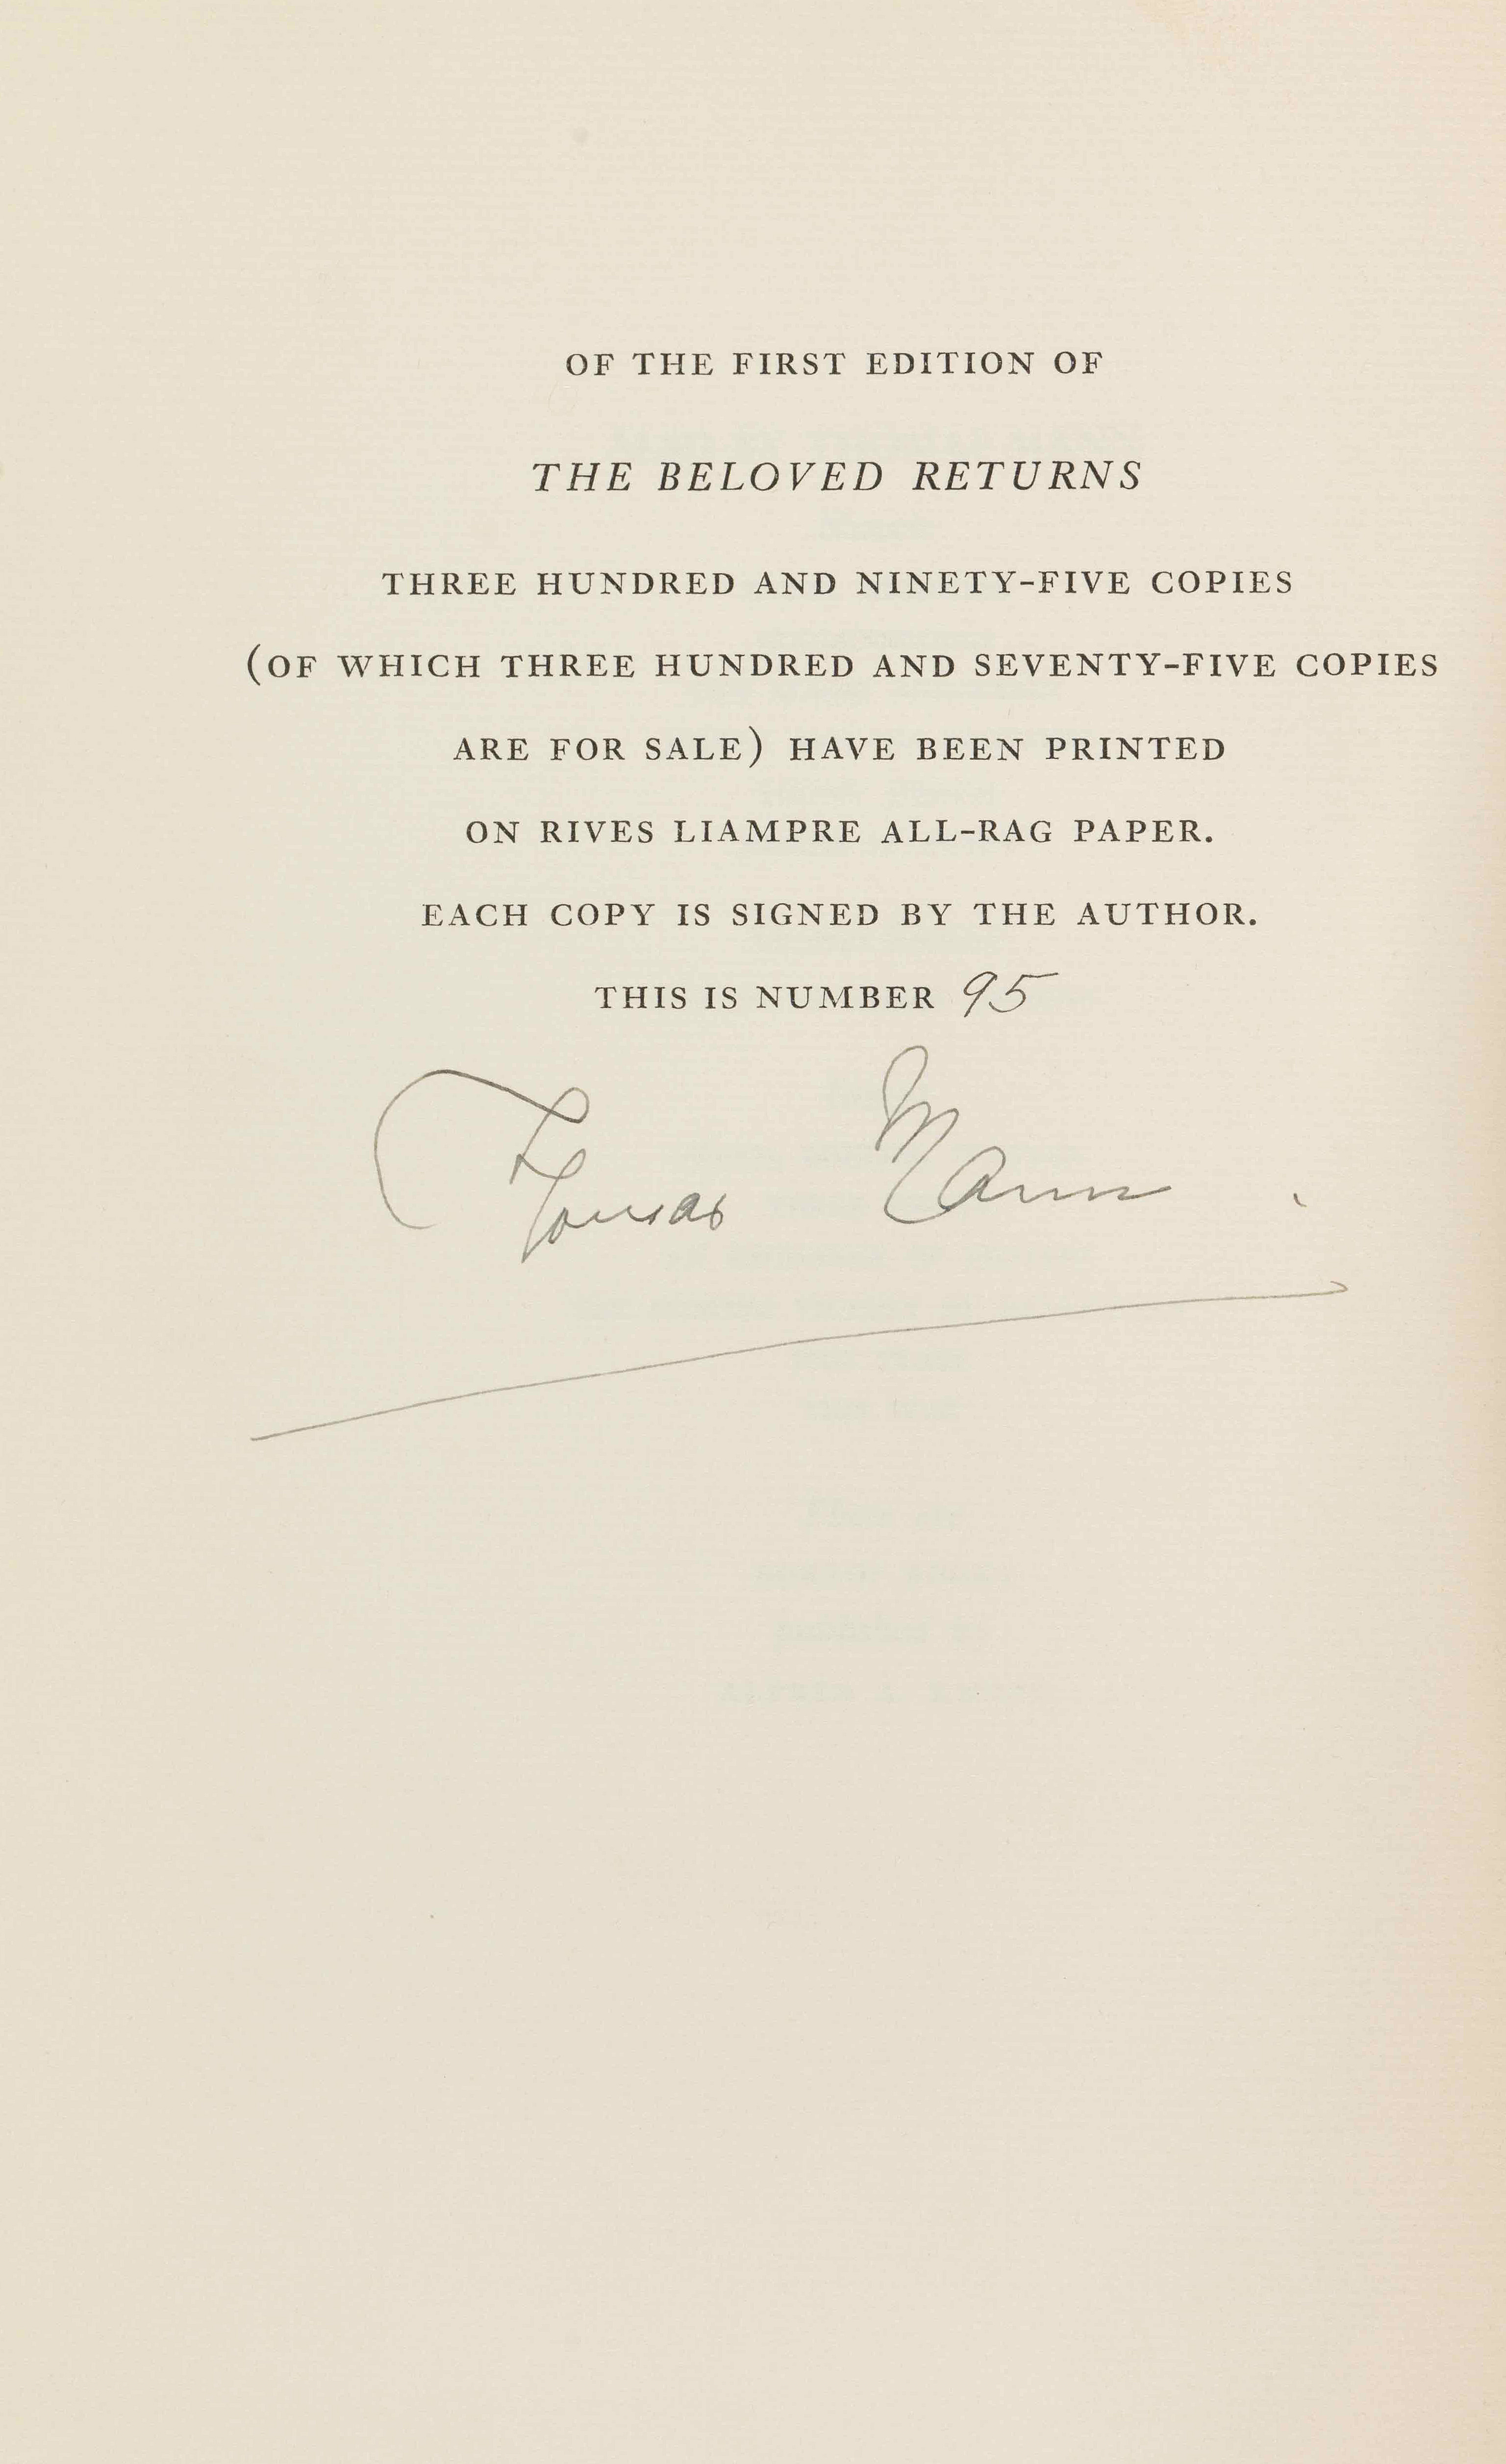 OF THE FIRST EDITION OF
THE BELOVED RETURNS
THREE HUNDRED AND NINETY-FIVE COPIES
(OF WHICH THREE HUNDRED AND SEVENTY-FIVE COPIES
ARE FOR SALE) HAVE BEEN PRINTED
ON RIVES LIAMPRE ALL-RAG PAPER.
EACH COPY IS SIGNED BY THE AUTHOR.
THIS IS NUMBER 95
Thomas Mann.